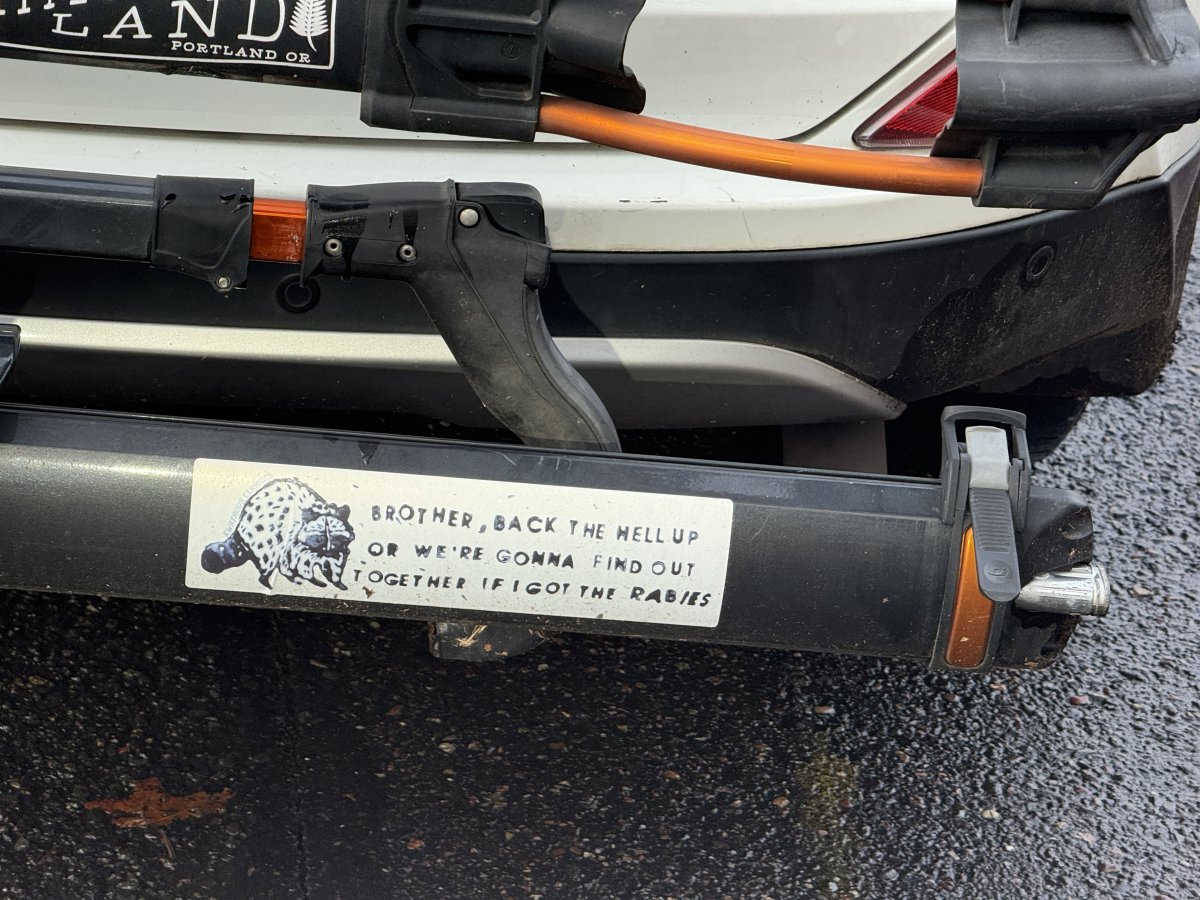 LAND
PORTLAND OR
BROTHER, BACK THE HELL UP
OR WE'RE GONNA FIND OUT
TOGETHER IF I GOT THE RABIES